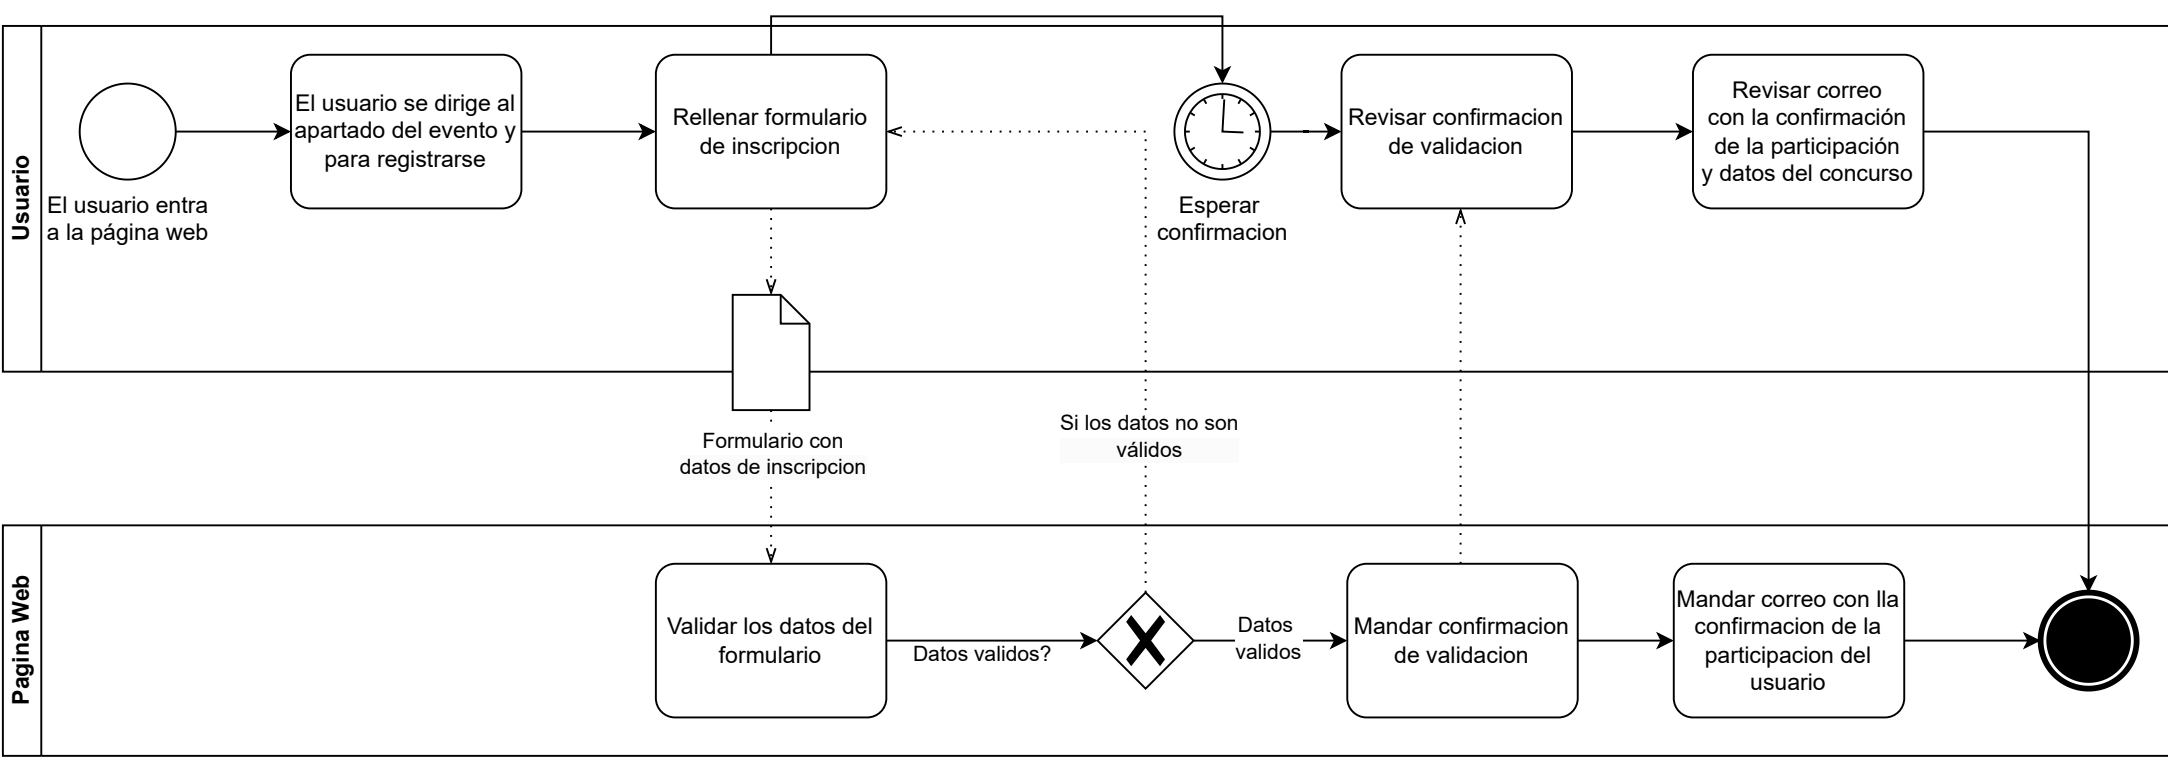 Usuario
El usuario entra
a la página web
El usuario se dirige al
apartado del evento y
para registrarse
Rellenar formulario
de inscripcion
Esperar
confirmacion
Revisar confirmacion
de validacion
Revisar correo
con la confirmación
de la participación
y datos del concurso
Formulario con
datos de inscripcion
Si los datos no son
válidos
Pagina Web
Validar los datos del
formulario
Datos validos?
Datos
validos
Mandar confirmacion
de validacion
Mandar correo con lla
confirmacion de la
participacion del
usuario